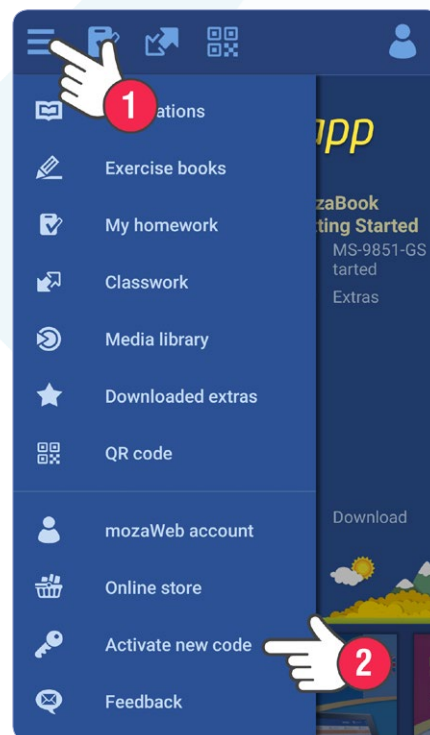 1
ations
app
Exercise books
zaBook
ting Started
My homework
MS-9851-GS
tarted
Classwork
Extras
Media library
Downloaded extras
QR code
mozaWeb account
Download
Online store
Activate new code
2
Feedback